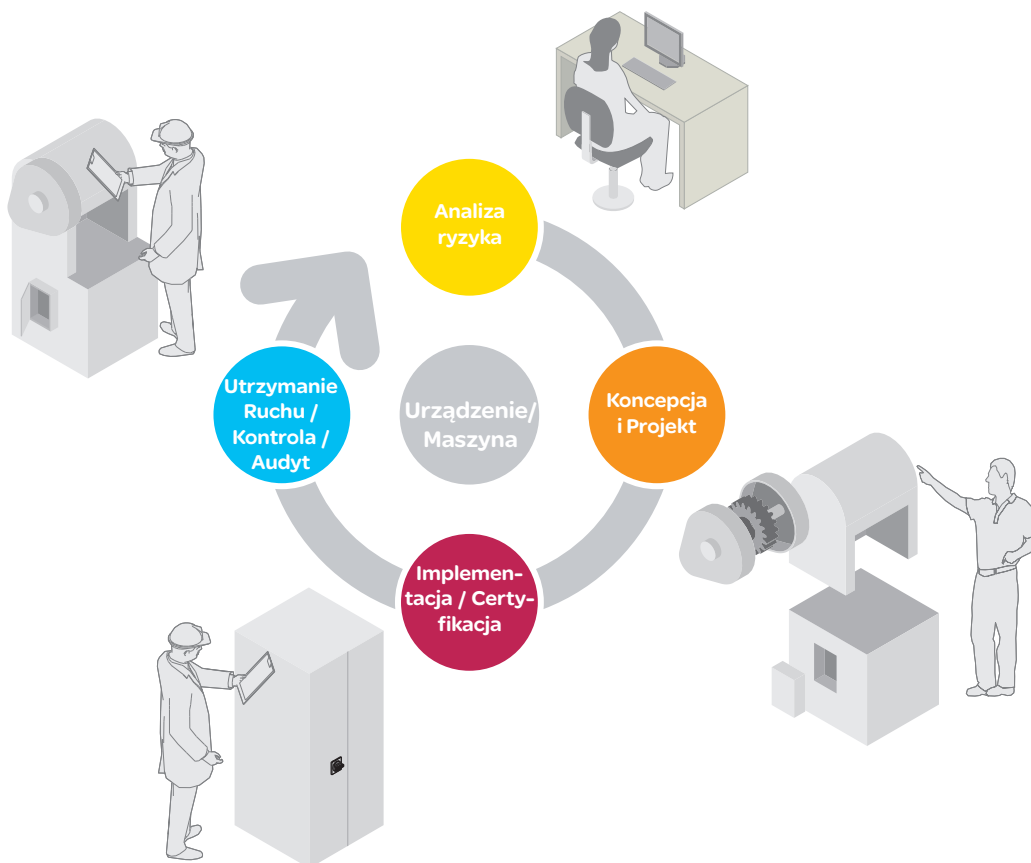 Analiza
ryzyka
Koncepcja
i Projekt
Implemen-
tacja / Certy-
fikacja
Utrzymanie
Ruchu /
Kontrola /
Audyt
Urządzenie/
Maszyna